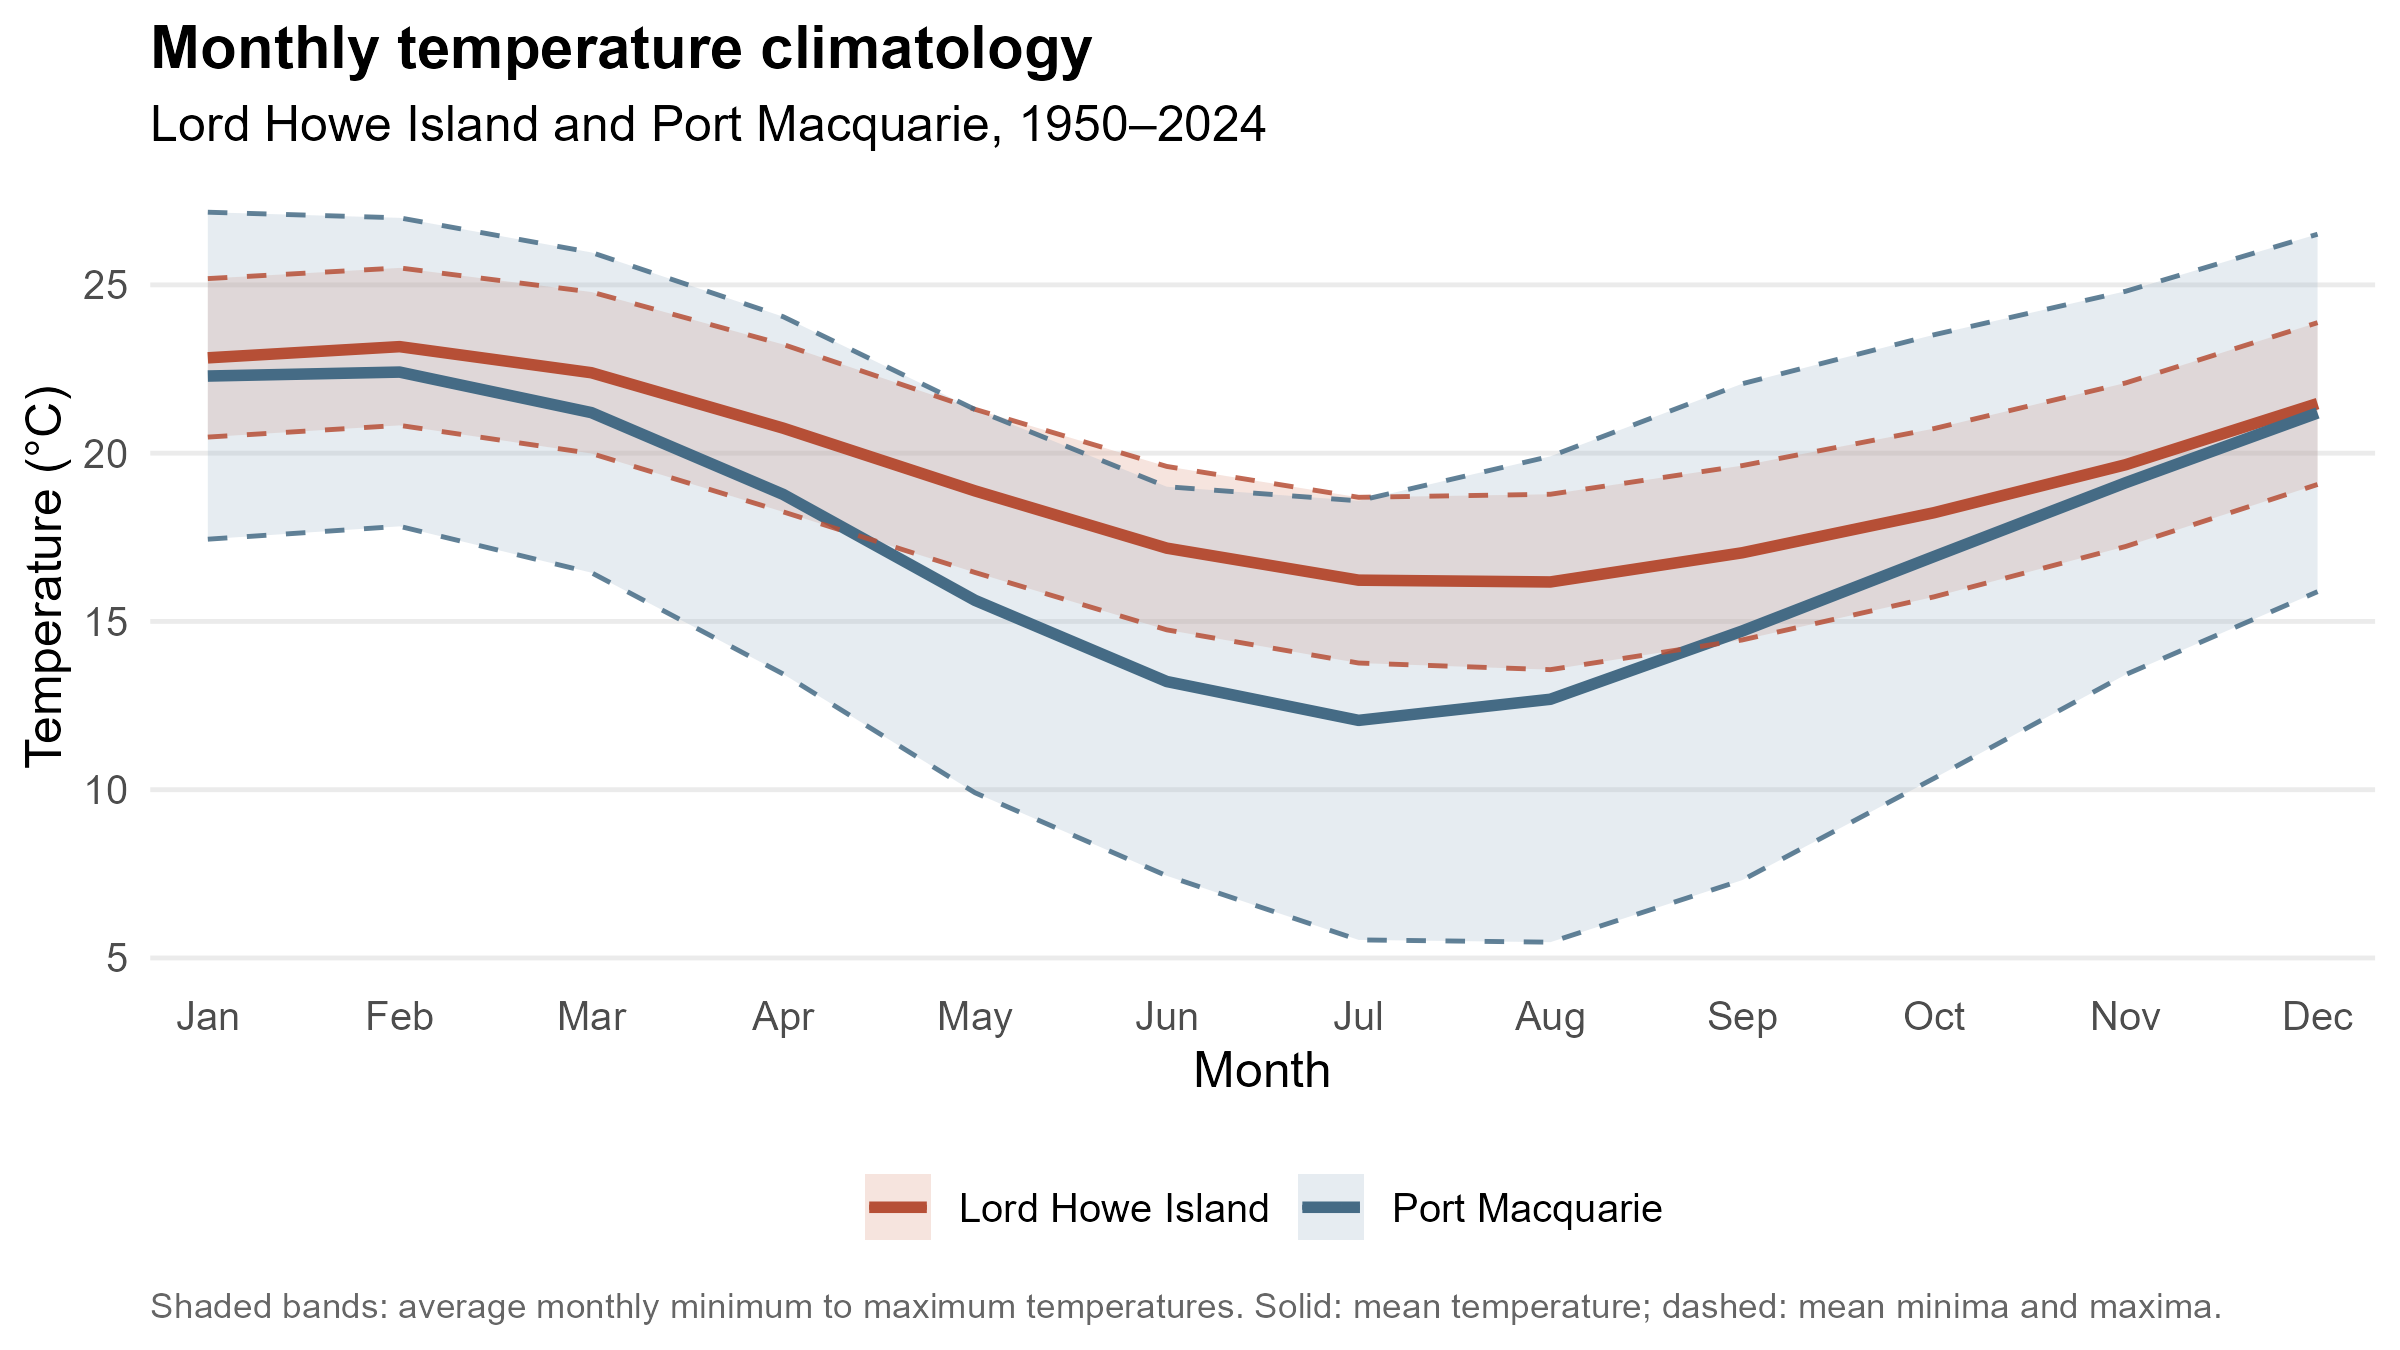 Monthly temperature climatology
Lord Howe Island and Port Macquarie, 1950–2024
Temperature (°C)
25
20
15
10
5
Jan Feb Mar Apr May Jun Jul Aug Sep Oct Nov Dec
Month
Lord Howe Island Port Macquarie
Shaded bands: average monthly minimum to maximum temperatures. Solid: mean temperature; dashed: mean minima and maxima.